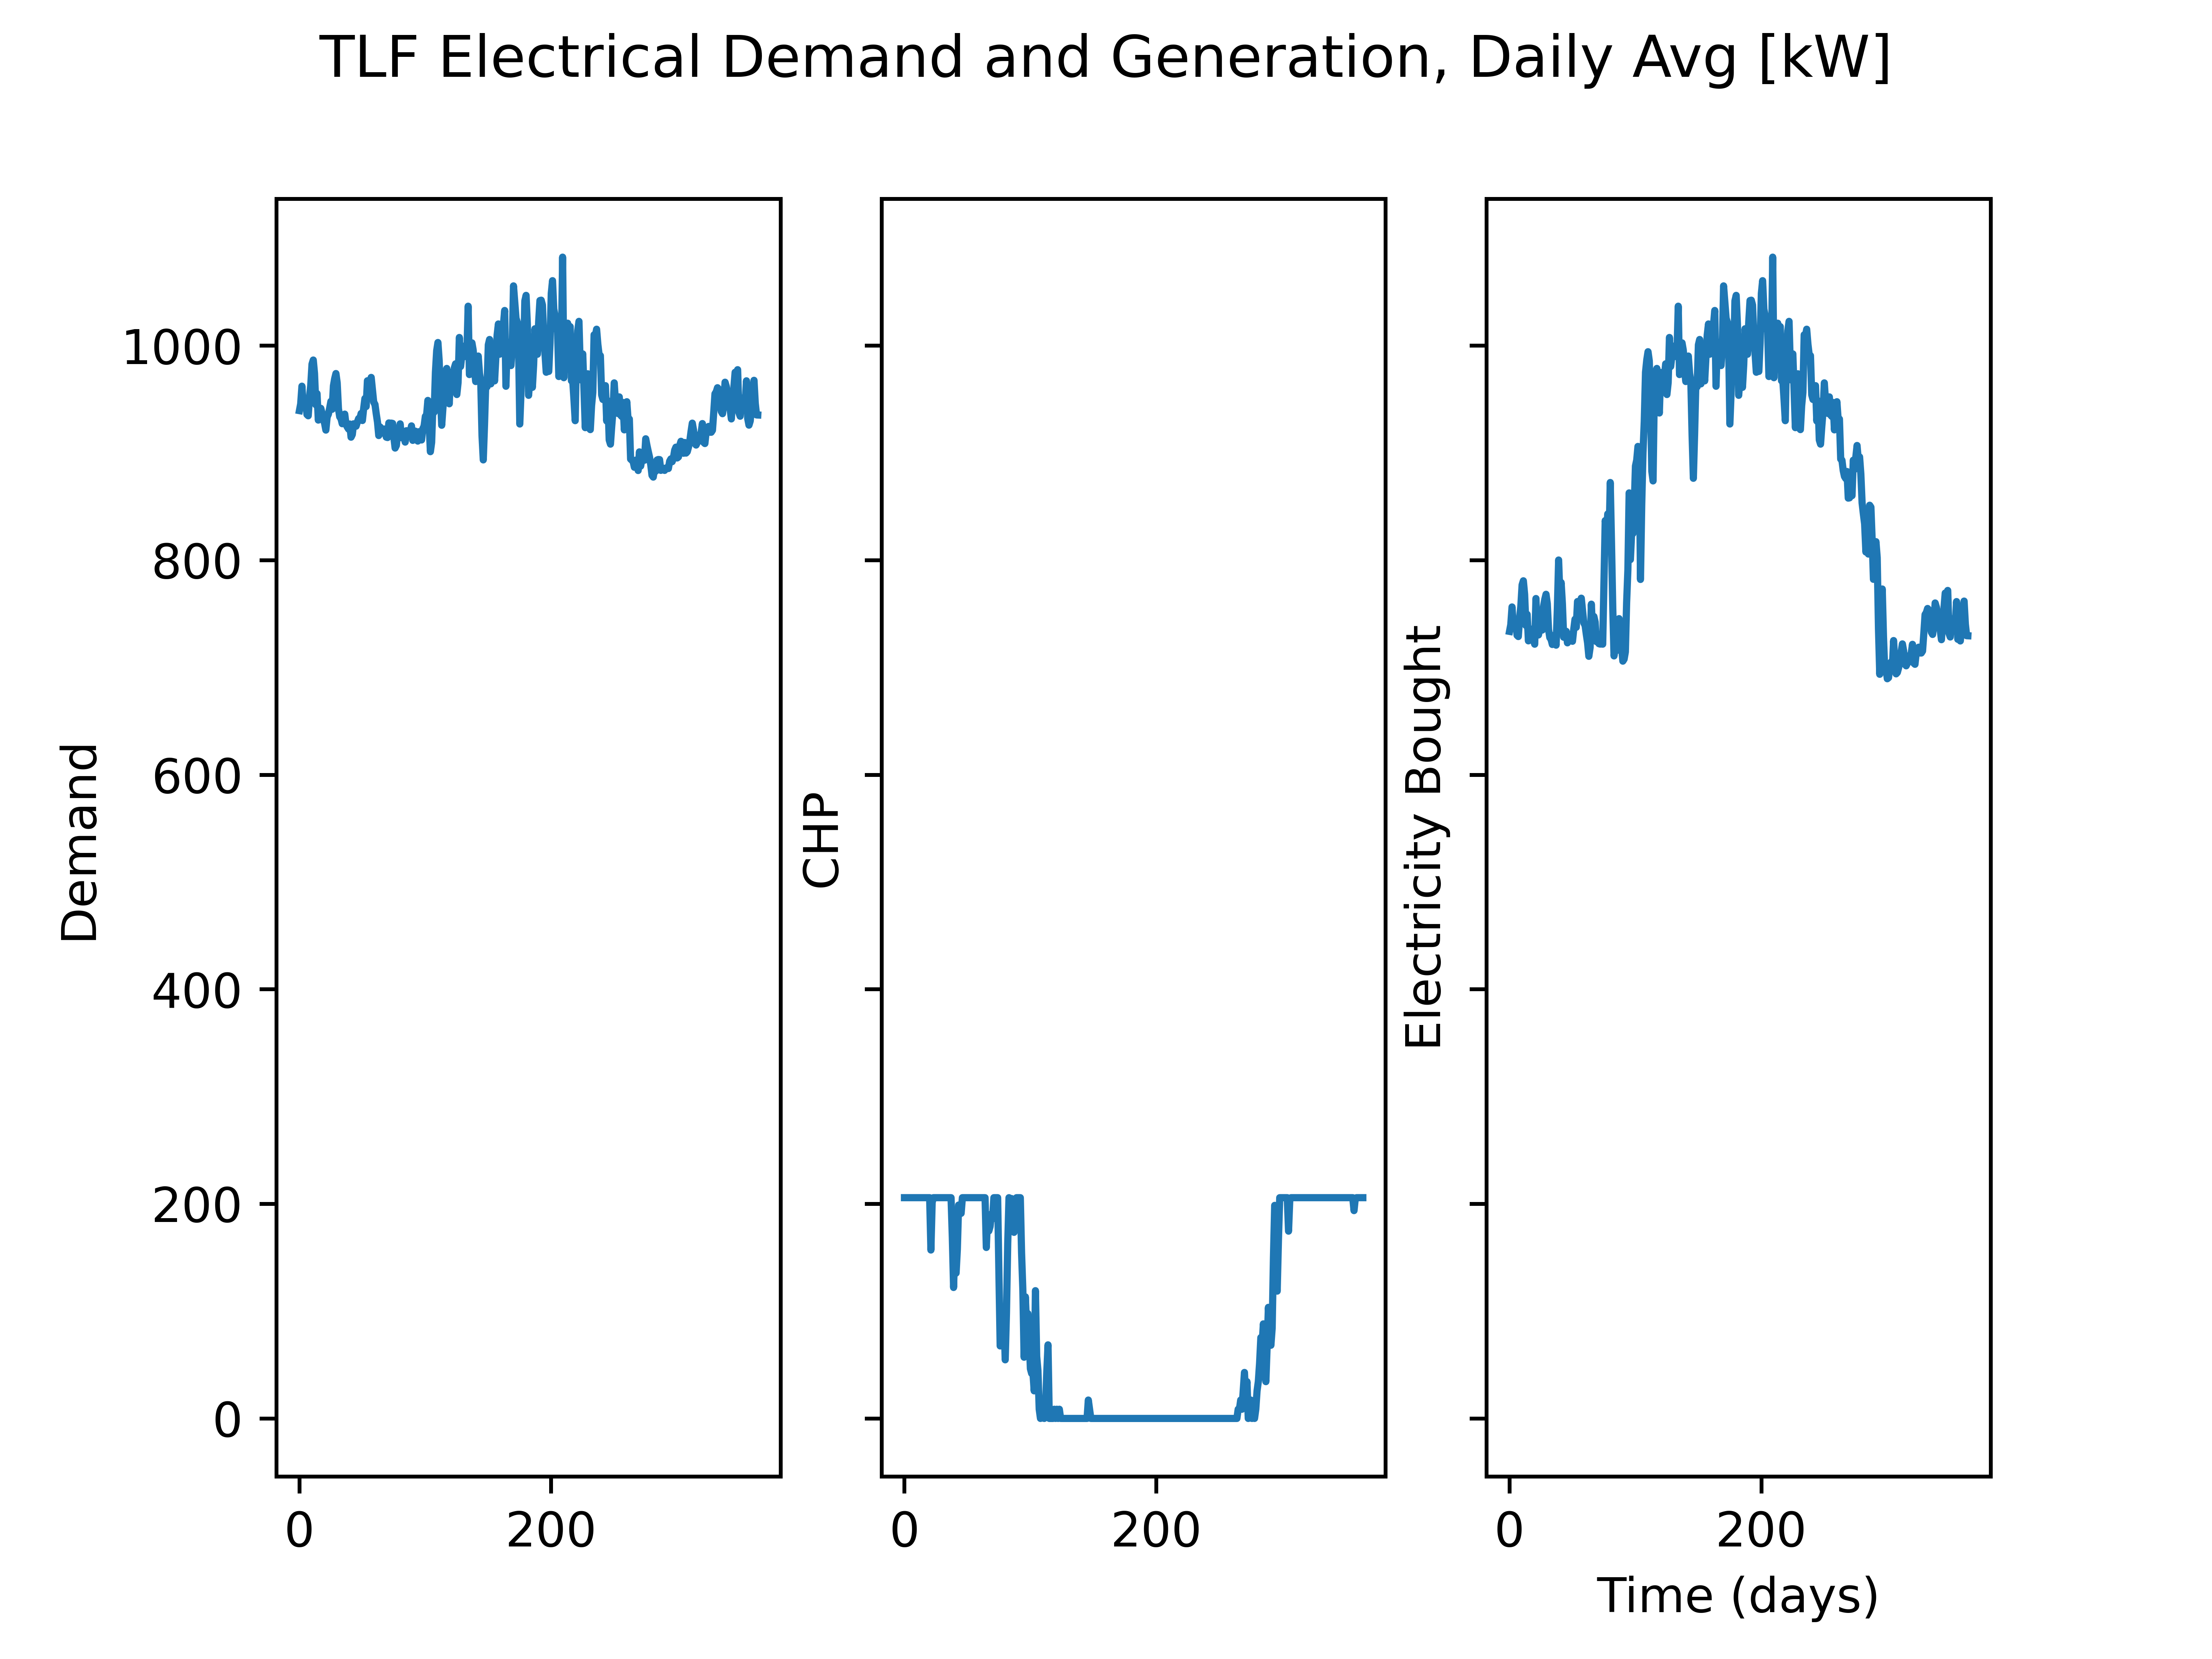 TLF Electrical Demand and Generation, Daily Avg [kW]
Demand
1000
800
600
400
200
0
0 200
CHP
0 200
Electricity Bought
0 200
Time (days)